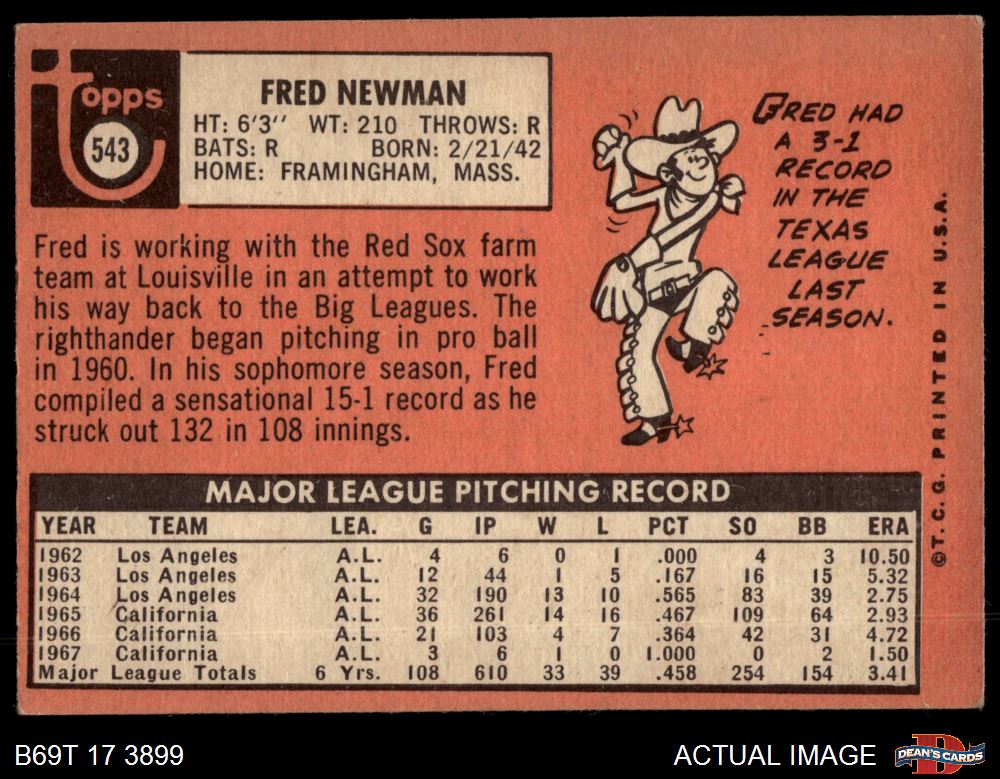 topps
543
FRED NEWMAN
HT: 6'3" WT: 210 THROWS: R
BATS: R BORN: 2/21/42
HOME: FRAMINGHAM, MASS.
FRED HAD
A 3-1
RECORD
IN THE
TEXAS
LEAGUE
LAST
SEASON.
Fred is working with the Red Sox farm
team at Louisville in an attempt to work
his way back to the Big Leagues. The
righthander began pitching in pro ball
in 1960. In his sophomore season, Fred
compiled a sensational 15-1 record as he
struck out 132 in 108 innings.
©T. C. G. PRINTED IN U.S.A.
MAJOR LEAGUE PITCHING RECORD
YEAR TEAM LEA. G IP W L PCT SO BB ERA
1962 Los Angeles A.L. 4 6 0 1 .000 4 3 10.50
1963 Los Angeles A.L. 12 44 1 5 .167 16 15 5.32
1964 Los Angeles A.L. 32 190 13 10 .565 83 39 2.75
1965 California A.L. 36 261 14 16 .467 109 64 2.93
1966 California A.L. 21 103 4 7 .364 42 31 4.72
1967 California A.L. 3 6 1 0 1.000 0 2 1.50
Major League Totals 6 Yrs. 108 610 33 39 .458 254 154 3.41
B69T 17 3899
ACTUAL IMAGE
DEAN'S CARDS